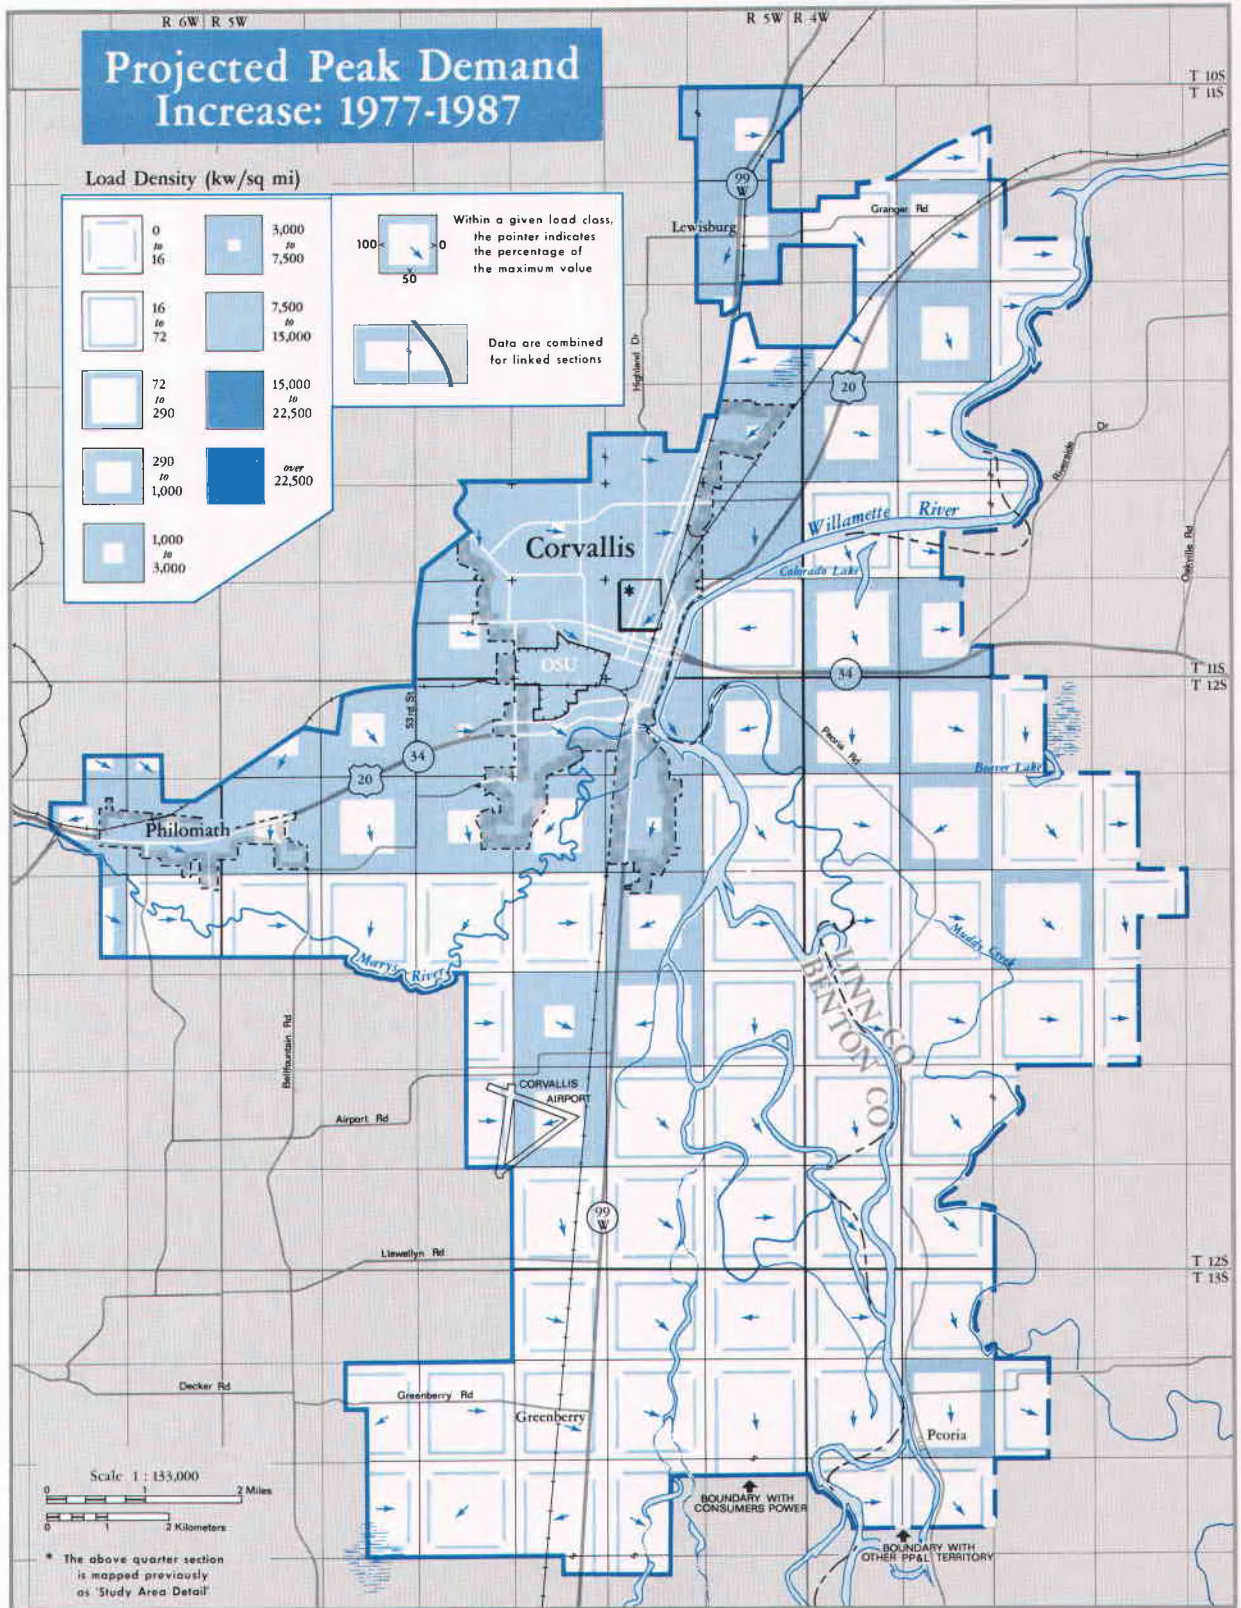 R 6W R 5W
R 5W R 4W
Projected Peak Demand
Increase: 1977-1987
T 10S
T 11S
Load Density (kw/sq mi)
0
to
16
3,000
to
7,500
16
to
72
7,500
to
15,000
72
to
290
15,000
to
22,500
290
to
1,000
over
22,500
1,000
to
3,000
100
0
50
Within a given load class,
the pointer indicates
the percentage of
the maximum value
Data are combined
for linked sections
99
W
Lewisburg
Granger Rd
Highland Dr
20
Riverside Dr
Willamette River
Corvallis
Colorado Lake
Oakville Rd
*
OSU
34
T 11S
T 12S
53rd St
34
20
Peoria Rd
Beaver Lake
Philomath
Muddy Creek
Marys River
LINN CO
BENTON CO
Bellfountain Rd
CORVALLIS
AIRPORT
Airport Rd
99
W
Llewellyn Rd
T 12S
T 13S
Decker Rd
Greenberry Rd
Greenberry
Peoria
Scale 1 : 133,000
0 1 2 Miles
0 1 2 Kilometers
BOUNDARY WITH
CONSUMERS POWER
BOUNDARY WITH
OTHER PP&L TERRITORY
* The above quarter section
is mapped previously
as 'Study Area Detail'